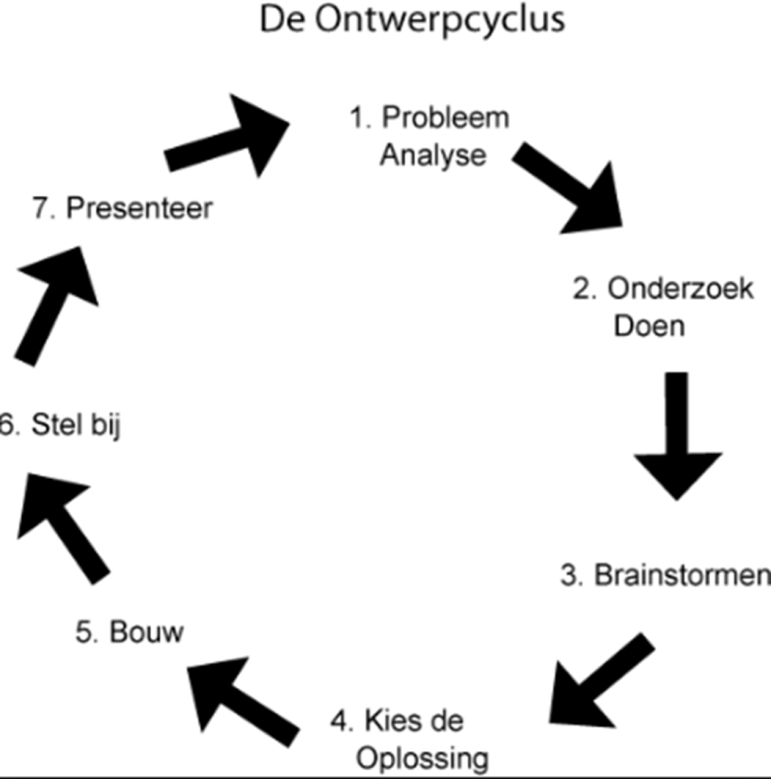 De Ontwerpcyclus
1. Probleem
Analyse
2. Onderzoek
Doen
3. Brainstormen
4. Kies de
Oplossing
5. Bouw
6. Stel bij
7. Presenteer